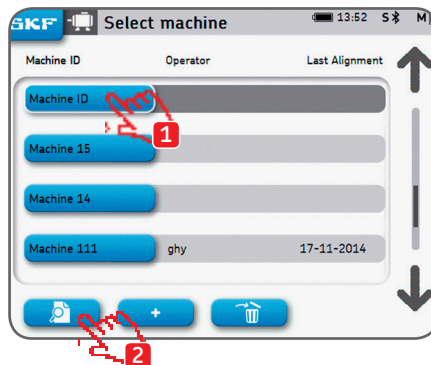 SKF Select machine 13:52 S M
Machine ID Operator Last Alignment
Machine ID
1
Machine 15
Machine 14
Machine 111 ghy 17-11-2014
+
2